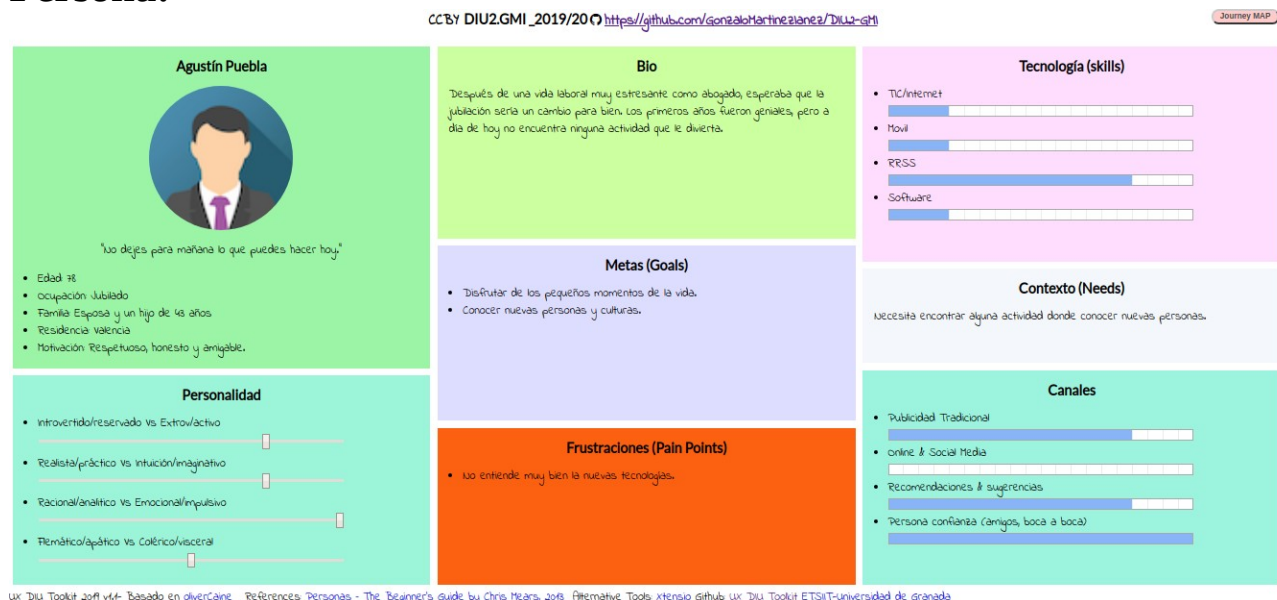 Persona:
CCBY DIU2.GMI_2019/20 https://github.com/GonzaloMartinezIanez/DIU2-GMI
Journey MAP
Agustín Puebla
"No dejes para mañana lo que puedes hacer hoy."
Edad 78
Ocupación Jubilado
Familia Esposa y un hijo de 43 años
Residencia Valencia
Motivación Respetuoso, honesto y amigable.
Personalidad
Introvertido/reservado Vs Extrov/activo
Realista/práctico Vs Intuición/imaginativo
Racional/analítico Vs Emocional/impulsivo
Flemático/apático Vs Colérico/visceral
Bio
Después de una vida laboral muy estresante como abogado, esperaba que la
jubilación sería un cambio para bien. Los primeros años fueron geniales, pero a
día de hoy no encuentra ninguna actividad que le divierta.
Metas (Goals)
Disfrutar de los pequeños momentos de la vida.
Conocer nuevas personas y culturas.
Frustraciones (Pain Points)
No entiende muy bien la nuevas tecnologías.
Tecnología (skills)
TIC/Internet
Movil
RRSS
Software
Contexto (Needs)
Necesita encontrar alguna actividad donde conocer nuevas personas.
Canales
Publicidad Tradicional
Online & Social Media
Recomendaciones & sugerencias
Persona confianza (amigos, boca a boca)
UX DIU Toolkit 2019 v1.1- Basado en oliverCaine References: Personas - The Beginner's Guide by Chris Mears, 2013 Alternative Tools: xtensio Github: UX DIU Toolkit ETSIIT-Universidad de Granada